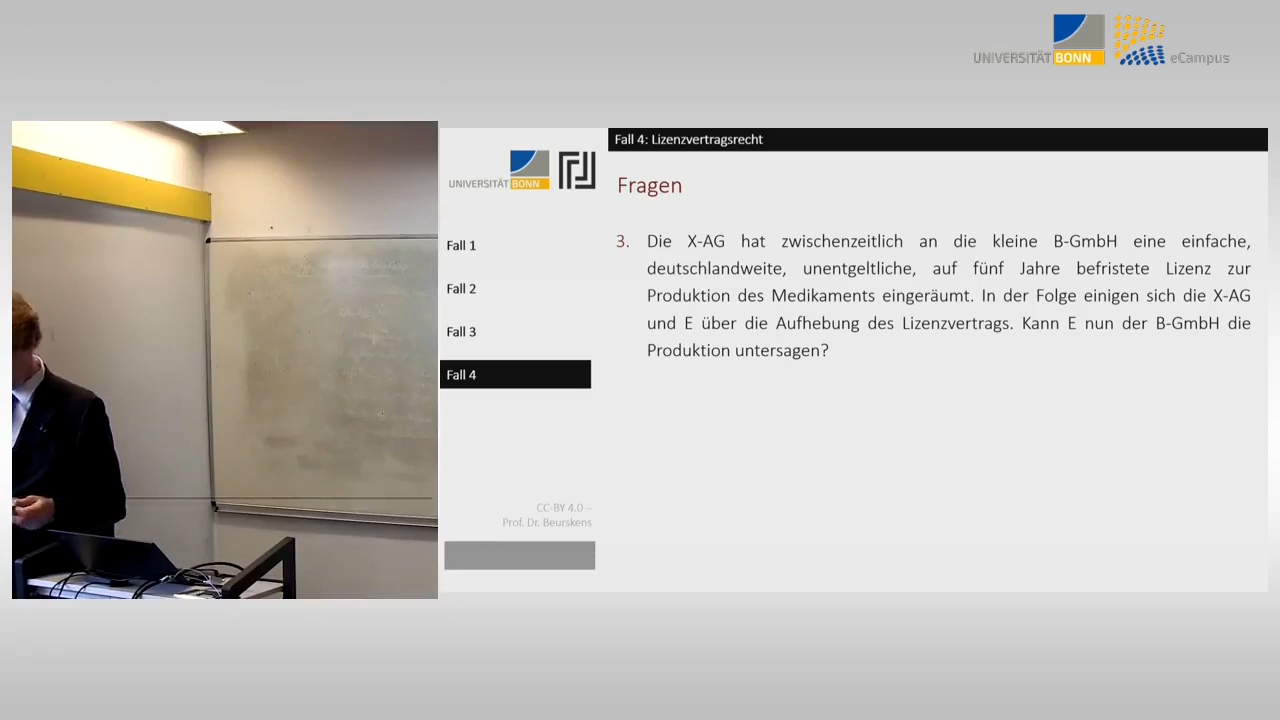 UNIVERSITÄT BONN eCampus
Fall 4: Lizenzvertragsrecht
UNIVERSITÄT BONN
Fragen
Fall 1
Fall 2
Fall 3
Fall 4
3. Die X-AG hat zwischenzeitlich an die kleine B-GmbH eine einfache,
deutschlandweite, unentgeltliche, auf fünf Jahre befristete Lizenz zur
Produktion des Medikaments eingeräumt. In der Folge einigen sich die X-AG
und E über die Aufhebung des Lizenzvertrags. Kann E nun der B-GmbH die
Produktion untersagen?
CC-BY 4.0 –
Prof. Dr. Beurskens